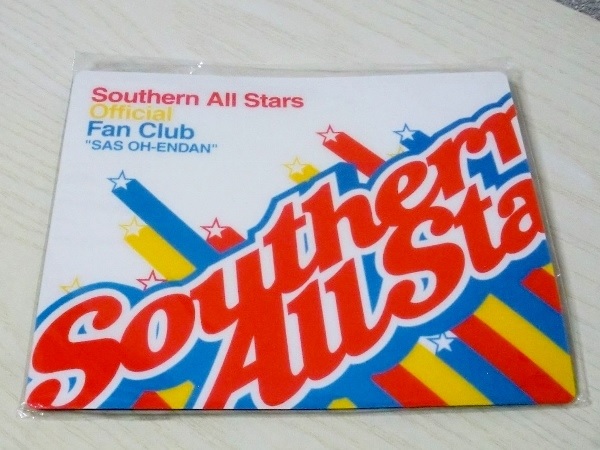 Southern All Stars
Official
Fan Club
"SAS OH-ENDAN"
Southern
All Sta